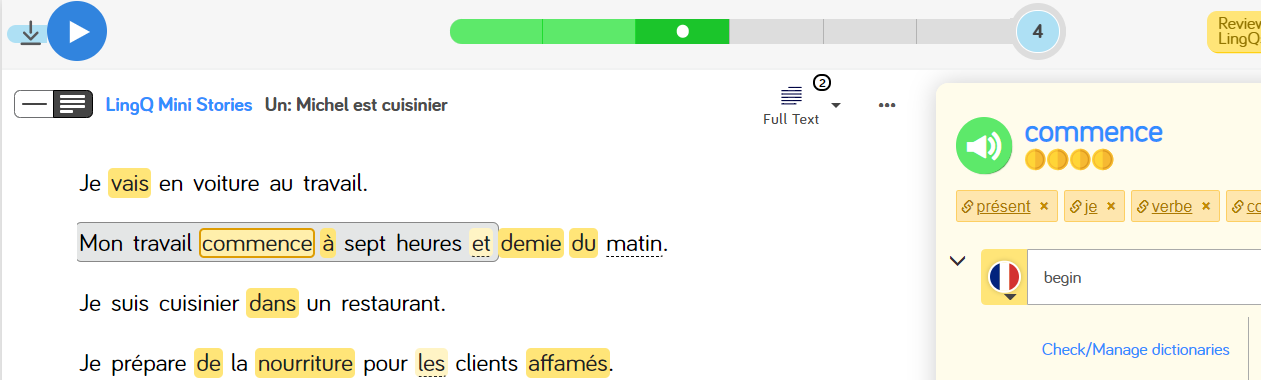 4
Review
LingQs
LingQ Mini Stories Un: Michel est cuisinier
2
Full Text
Je vais en voiture au travail.
Mon travail commence à sept heures et demie du matin.
Je suis cuisinier dans un restaurant.
Je prépare de la nourriture pour les clients affamés.
commence
présent × je × verbe × co
begin
Check/Manage dictionaries